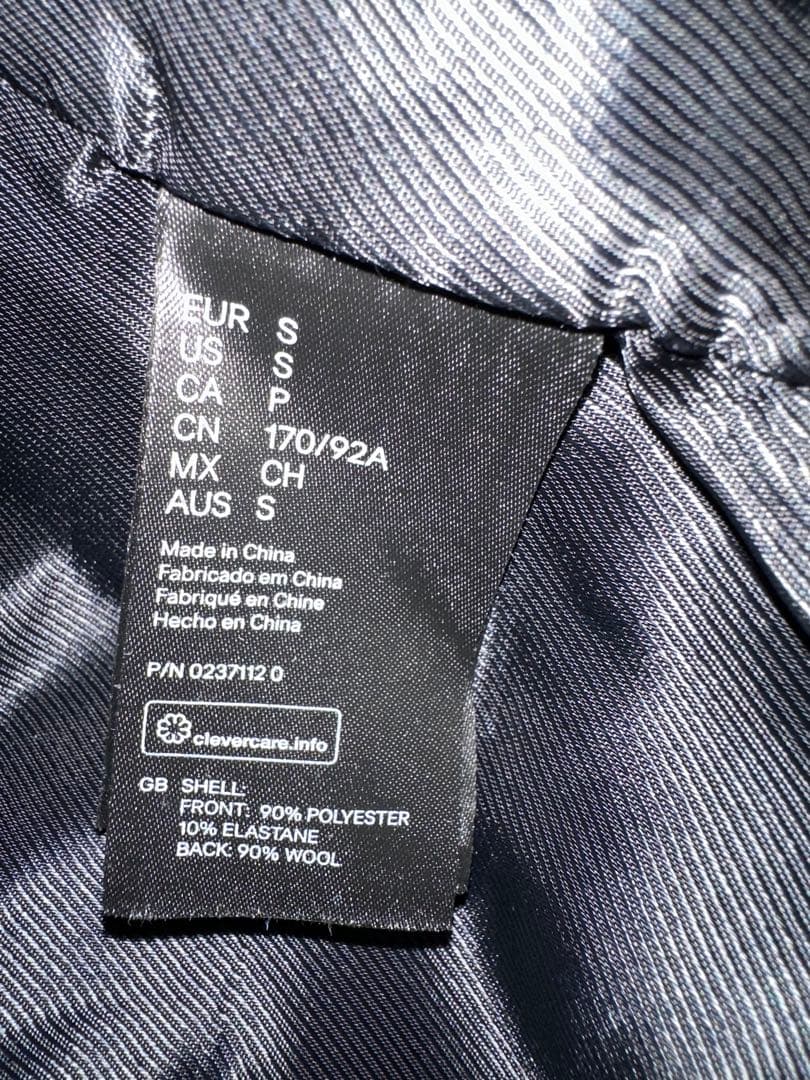 EUR S
US S
CA P
CN 170/92A
MX CH
AUS S
Made in China
Fabricado em China
Fabriqué en Chine
Hecho en China
P/N 0237112 0
clevercare.info
GB SHELL:
FRONT: 90% POLYESTER
10% ELASTANE
BACK: 90% WOOL